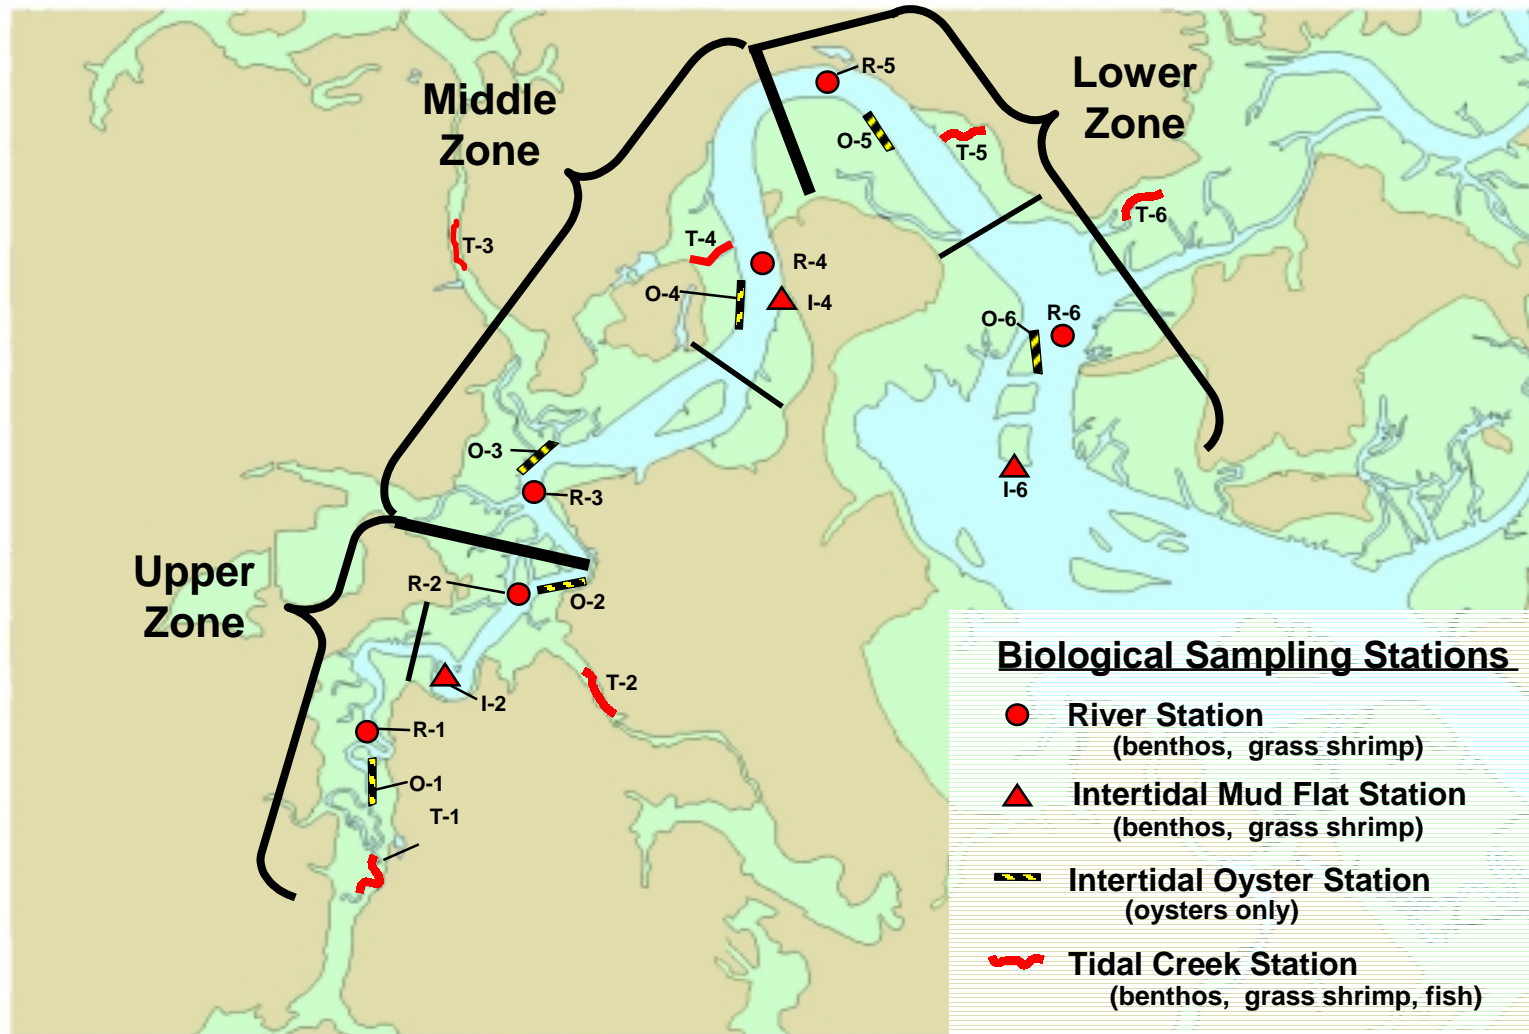 Middle
Zone
Lower
Zone
Upper
Zone
R-5
O-5
T-5
T-6
T-3
T-4
R-4
O-4
I-4
O-6
R-6
I-6
O-3
R-3
R-2
O-2
T-2
I-2
R-1
O-1
T-1
Biological Sampling Stations
River Station
(benthos, grass shrimp)
Intertidal Mud Flat Station
(benthos, grass shrimp)
Intertidal Oyster Station
(oysters only)
Tidal Creek Station
(benthos, grass shrimp, fish)